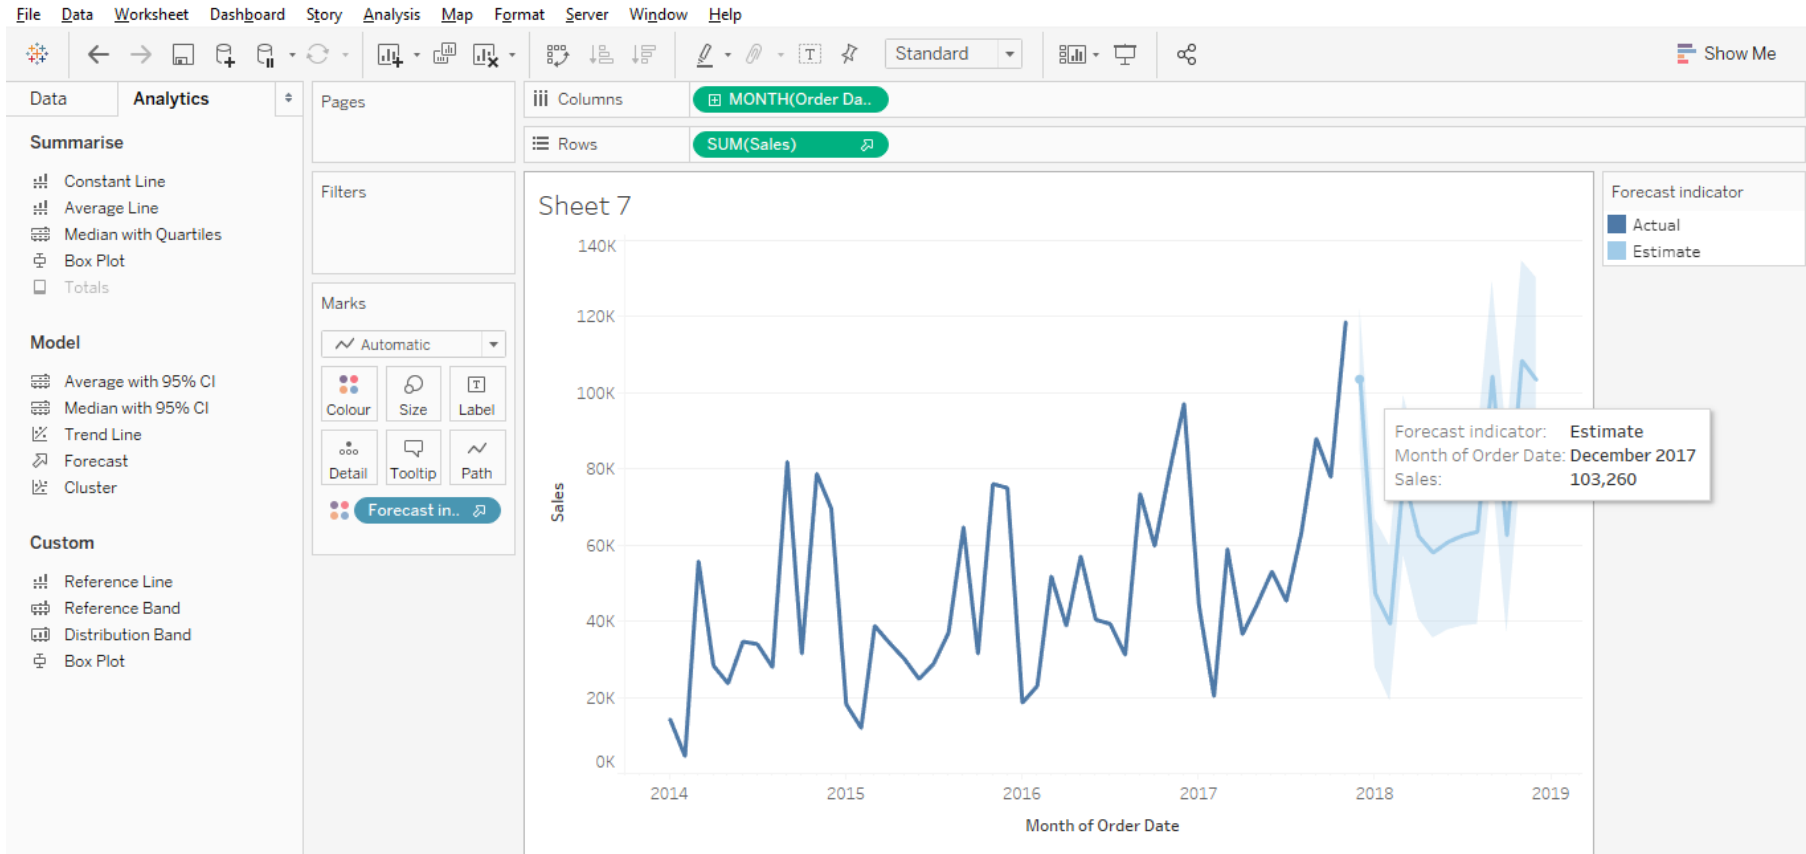 File Data Worksheet Dashboard Story Analysis Map Format Server Window Help
Standard
Show Me
Data Analytics
Summarise
Constant Line
Average Line
Median with Quartiles
Box Plot
Totals
Model
Average with 95% CI
Median with 95% CI
Trend Line
Forecast
Cluster
Custom
Reference Line
Reference Band
Distribution Band
Box Plot
Pages
Filters
Marks
Automatic
Colour Size Label
Detail Tooltip Path
Forecast in..
Columns MONTH(Order Da..
Rows SUM(Sales)
Sheet 7
140K
120K
100K
80K
60K
40K
20K
0K
Sales
2014 2015 2016 2017 2018 2019
Month of Order Date
Forecast indicator: Estimate
Month of Order Date: December 2017
Sales: 103,260
Forecast indicator
Actual
Estimate